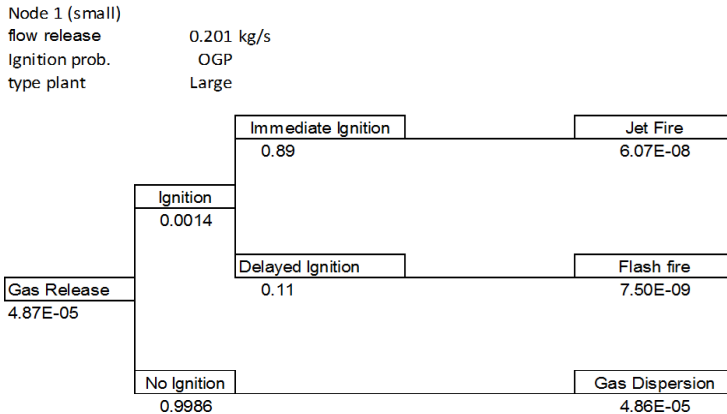 Node 1 (small)
flow release 0.201 kg/s
Ignition prob. OGP
type plant Large
Immediate Ignition Jet Fire
0.89 6.07E-08
Ignition
0.0014
Delayed Ignition Flash fire
0.11 7.50E-09
Gas Release
4.87E-05
No Ignition Gas Dispersion
0.9986 4.86E-05